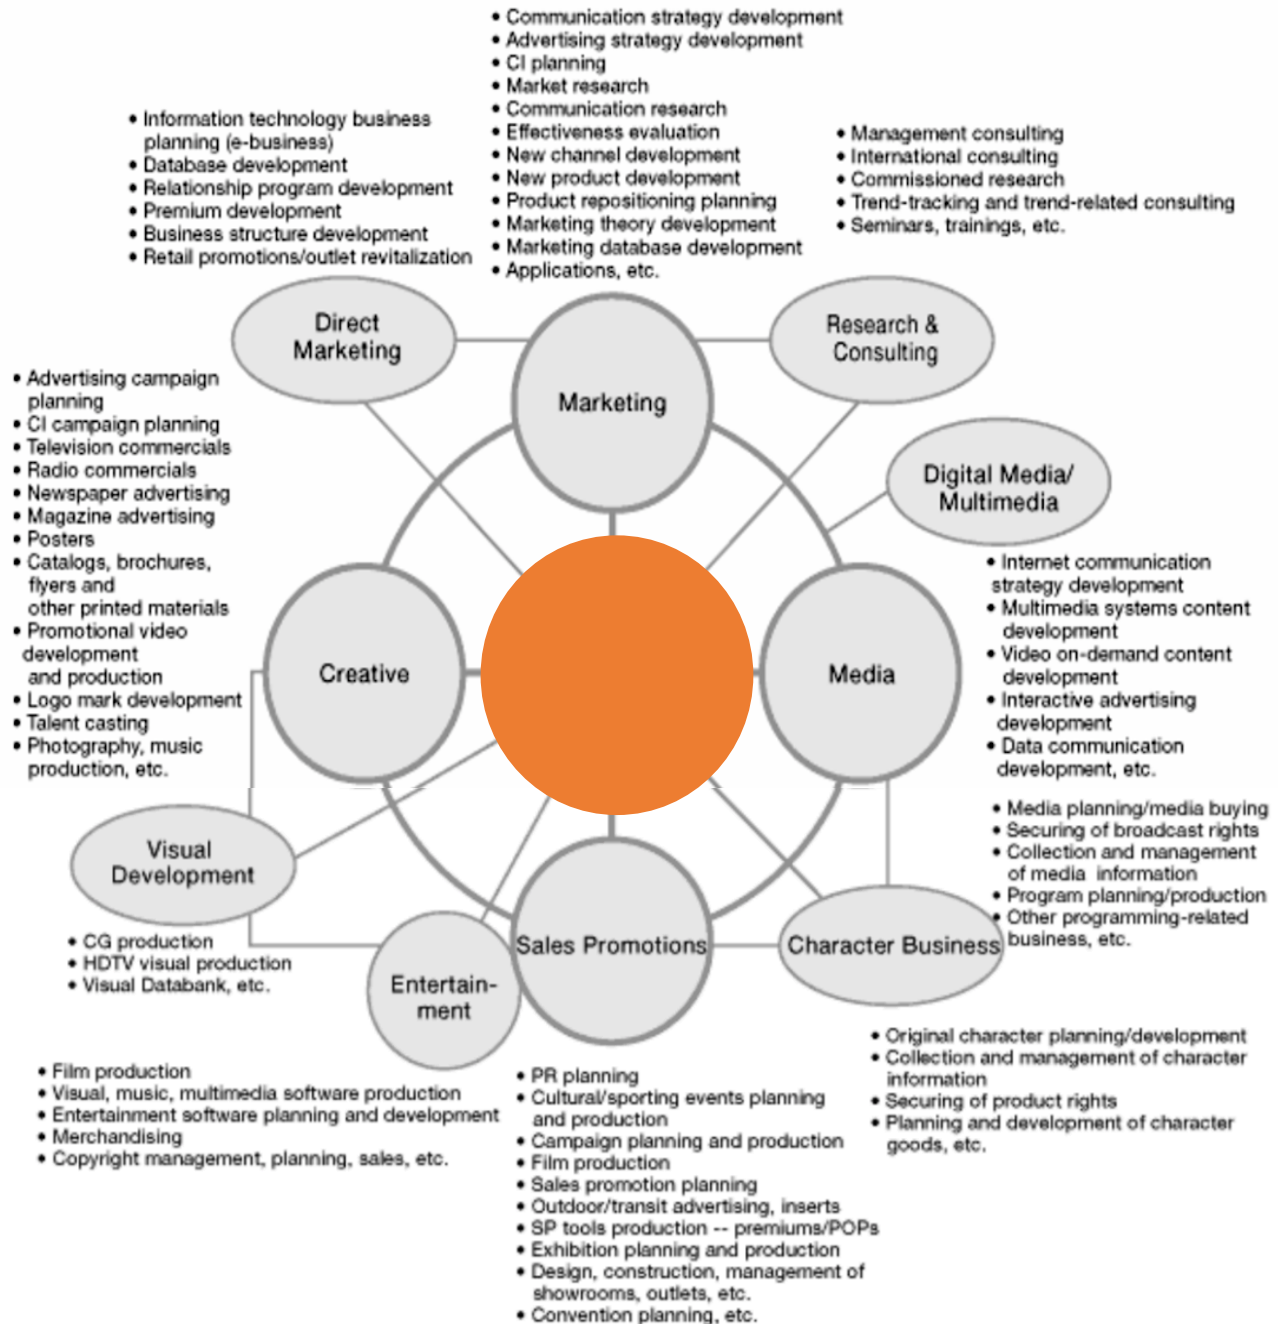 • Communication strategy development
• Advertising strategy development
• CI planning
• Market research
• Communication research
• Effectiveness evaluation
• New channel development
• New product development
• Product repositioning planning
• Marketing theory development
• Marketing database development
• Applications, etc.
• Information technology business
planning (e-business)
• Database development
• Relationship program development
• Premium development
• Business structure development
• Retail promotions/outlet revitalization
• Management consulting
• International consulting
• Commissioned research
• Trend-tracking and trend-related consulting
• Seminars, trainings, etc.
Direct
Marketing
Marketing
Research &
Consulting
Digital Media/
Multimedia
• Advertising campaign
planning
• CI campaign planning
• Television commercials
• Radio commercials
• Newspaper advertising
• Magazine advertising
• Posters
• Catalogs, brochures,
flyers and
other printed materials
• Promotional video
development
and production
• Logo mark development
• Talent casting
• Photography, music
production, etc.
Creative
Media
• Internet communication
strategy development
• Multimedia systems content
development
• Video on-demand content
development
• Interactive advertising
development
• Data communication
development, etc.
• Media planning/media buying
• Securing of broadcast rights
• Collection and management
of media information
• Program planning/production
• Other programming-related
business, etc.
Visual
Development
• CG production
• HDTV visual production
• Visual Databank, etc.
Entertain-
ment
Sales Promotions
Character Business
• Film production
• Visual, music, multimedia software production
• Entertainment software planning and development
• Merchandising
• Copyright management, planning, sales, etc.
• PR planning
• Cultural/sporting events planning
and production
• Campaign planning and production
• Film production
• Sales promotion planning
• Outdoor/transit advertising, inserts
• SP tools production -- premiums/POPs
• Exhibition planning and production
• Design, construction, management of
showrooms, outlets, etc.
• Convention planning, etc.
• Original character planning/development
• Collection and management of character
information
• Securing of product rights
• Planning and development of character
goods, etc.